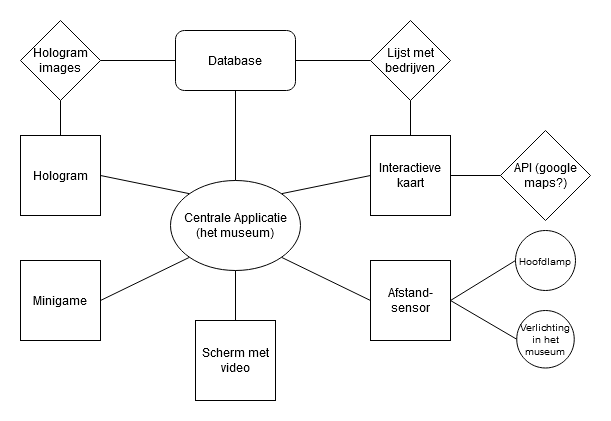 Hologram
images
Database
Lijst met
bedrijven
Hologram
Interactieve
kaart
API (google
maps?)
Centrale Applicatie
(het museum)
Minigame
Afstand-
sensor
Hoofdlamp
Scherm met
video
Verlichting
in het
museum